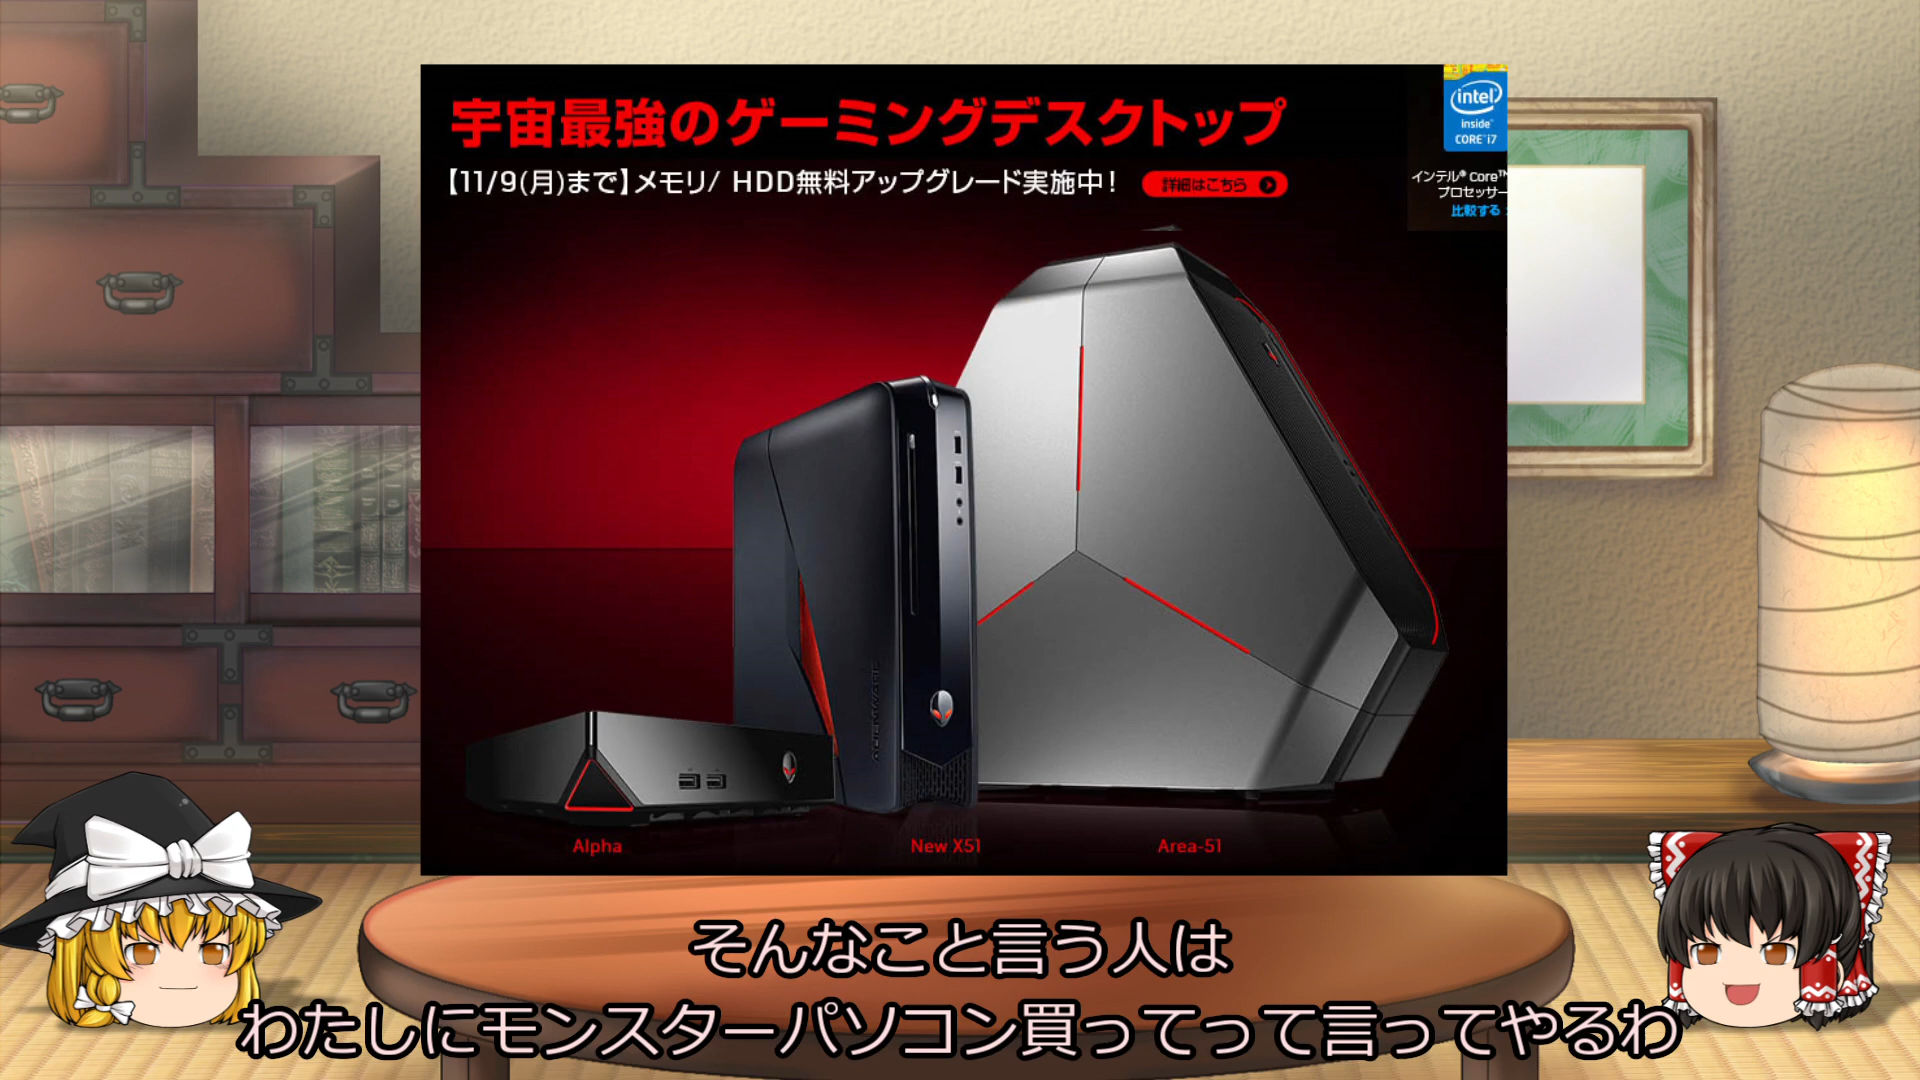 宇宙最強のゲーミングデスクトップ
【11/9(月)まで】メモリ/ HDD無料アップグレード実施中！
詳細はこちら
intel
inside™
CORE™i7
インテル® Core™
プロセッサー
比較する
ALIENWARE
Alpha
New X51
Area-51
そんなこと言う人は
わたしにモンスターパソコン買ってって言ってやるわ